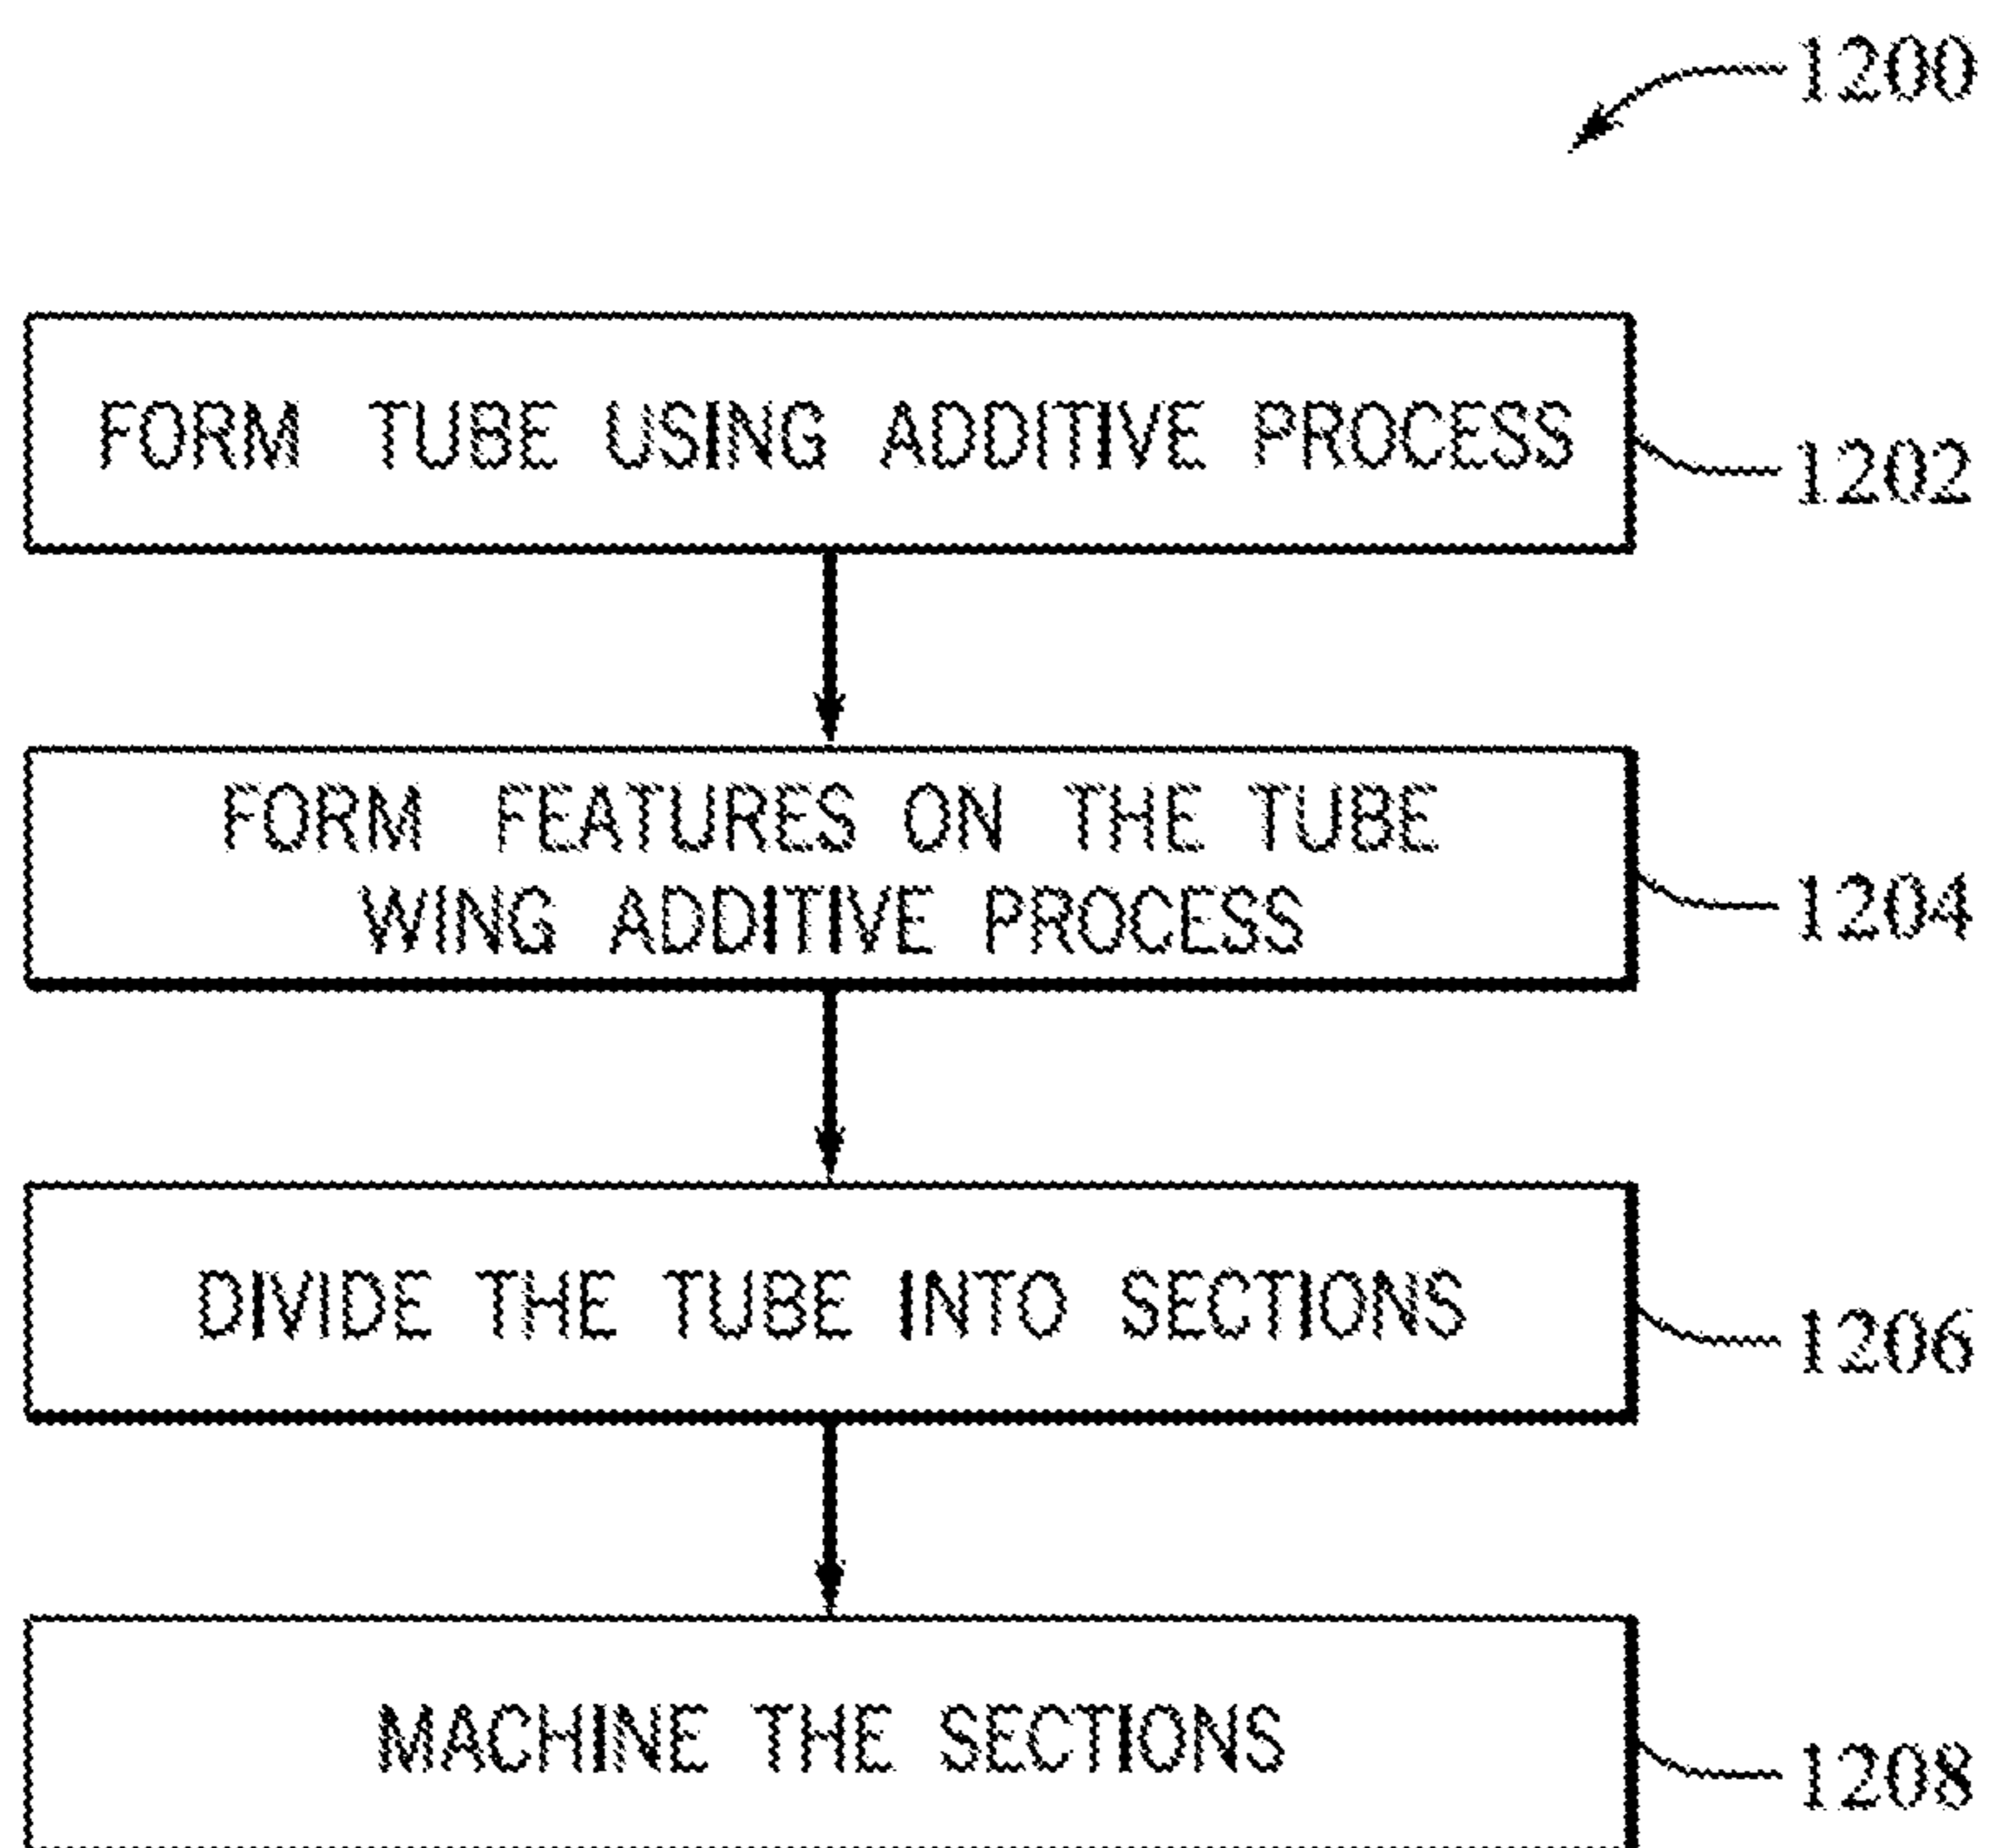 1200
FORM TUBE USING ADDITIVE PROCESS
1202
FORM FEATURES ON THE TUBE
WING ADDITIVE PROCESS
1204
DIVIDE THE TUBE INTO SECTIONS
1206
MACHINE THE SECTIONS
1208